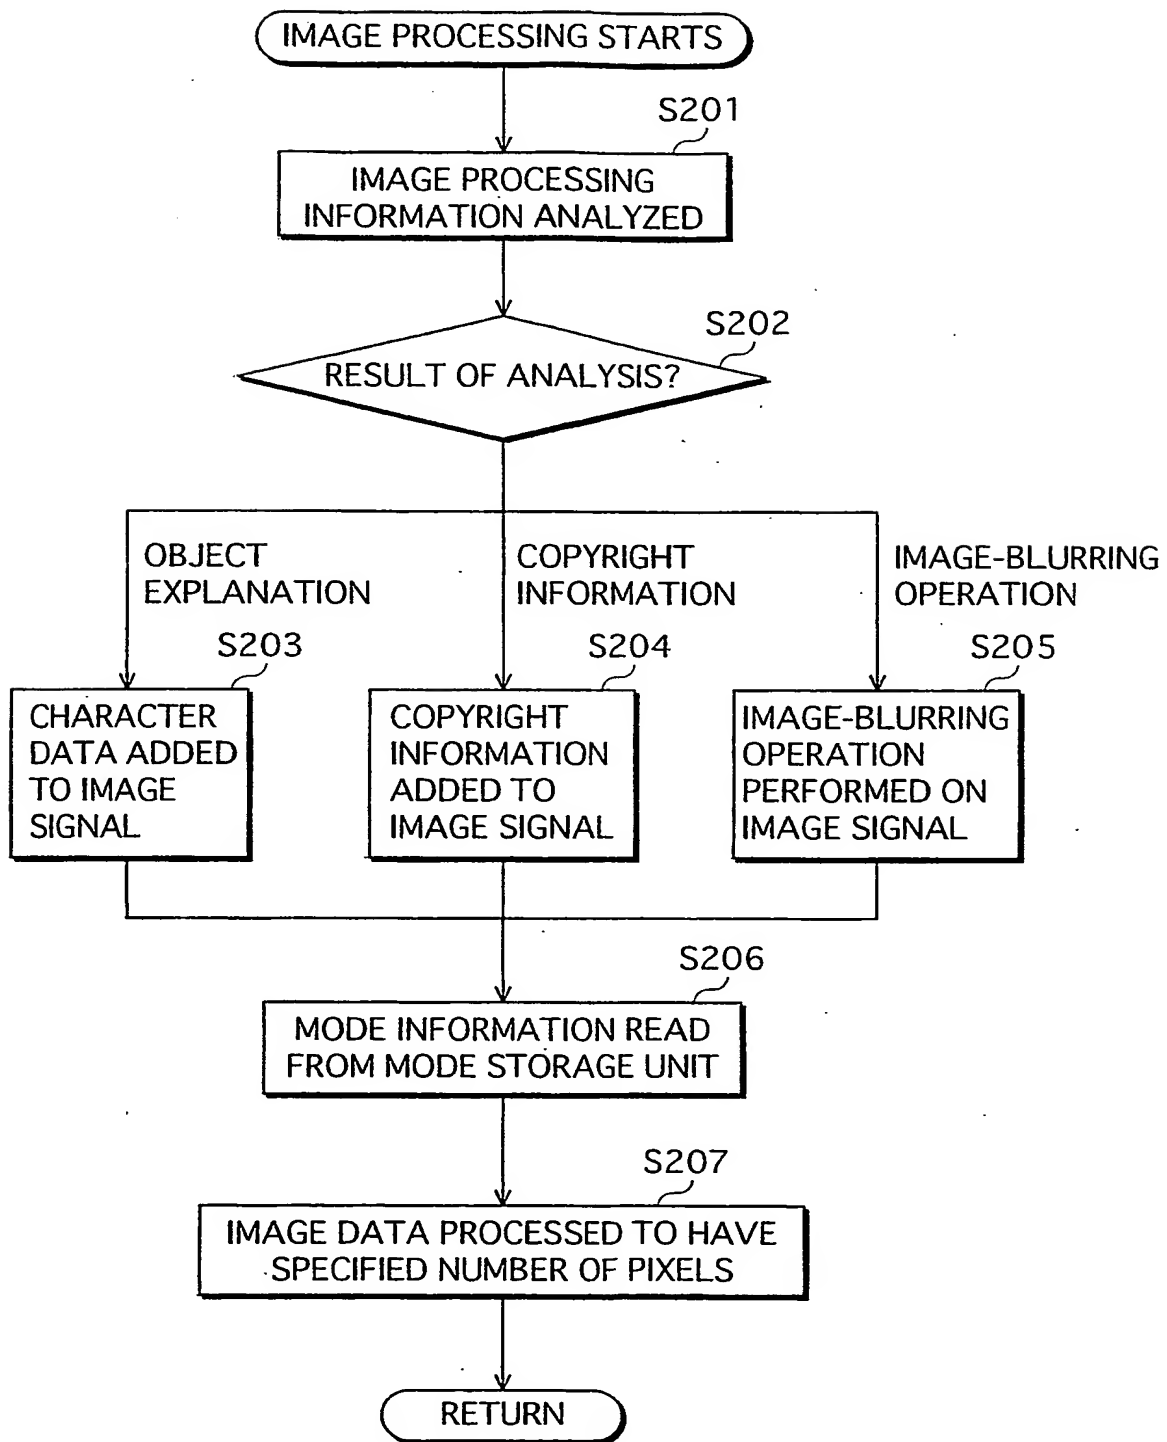 IMAGE PROCESSING STARTS
S201
IMAGE PROCESSING
INFORMATION ANALYZED
S202
RESULT OF ANALYSIS?
OBJECT
EXPLANATION
COPYRIGHT
INFORMATION
IMAGE-BLURRING
OPERATION
S203
CHARACTER
DATA ADDED
TO IMAGE
SIGNAL
S204
COPYRIGHT
INFORMATION
ADDED TO
IMAGE SIGNAL
S205
IMAGE-BLURRING
OPERATION
PERFORMED ON
IMAGE SIGNAL
S206
MODE INFORMATION READ
FROM MODE STORAGE UNIT
S207
IMAGE DATA PROCESSED TO HAVE
SPECIFIED NUMBER OF PIXELS
RETURN